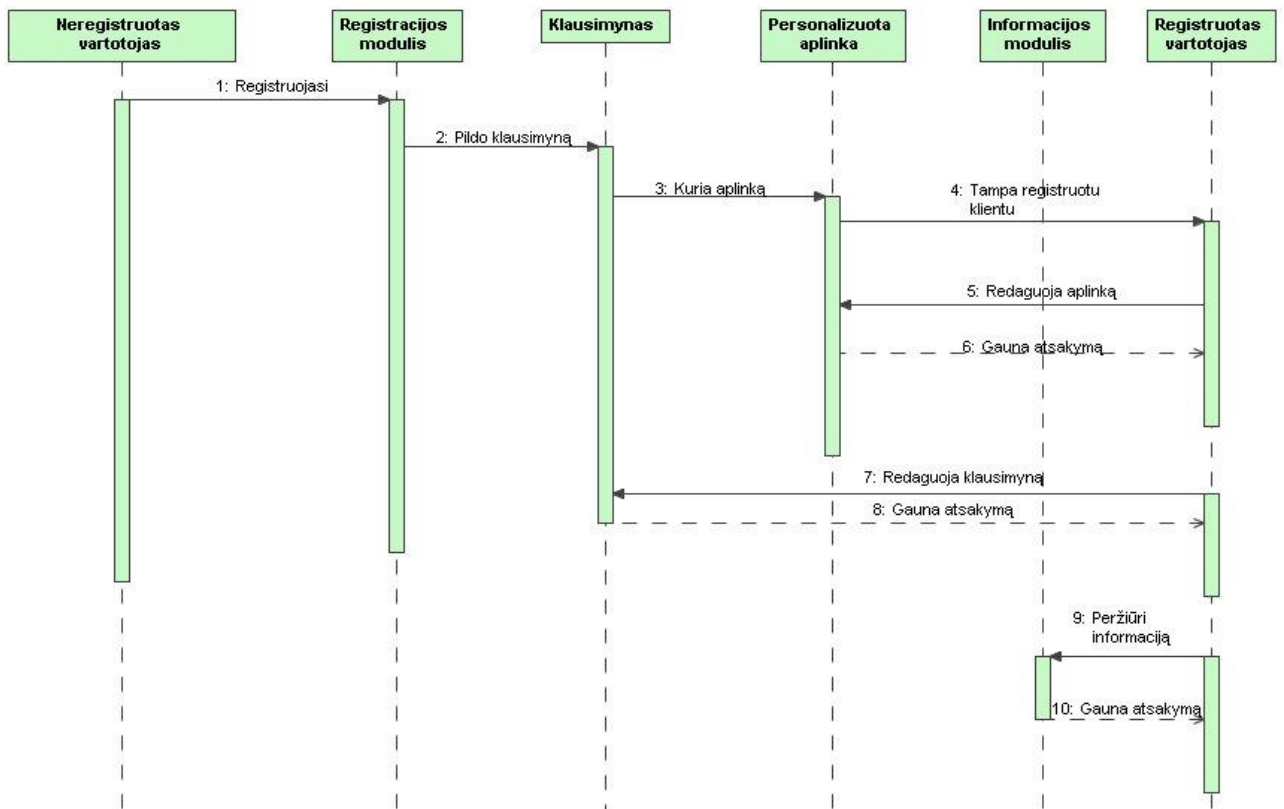 Neregistruotas
vartotojas
Registracijos
modulis
Klausimynas
Personalizuota
aplinka
Informacijos
modulis
Registruotas
vartotojas
1: Registruojasi
2: Pildo klausimyną
3: Kuria aplinką
4: Tampa registruotu
klientu
5: Redaguoja aplinką
6: Gauna atsakymą
7: Redaguoja klausimyną
8: Gauna atsakymą
9: Peržiūri
informaciją
10: Gauna atsakymą